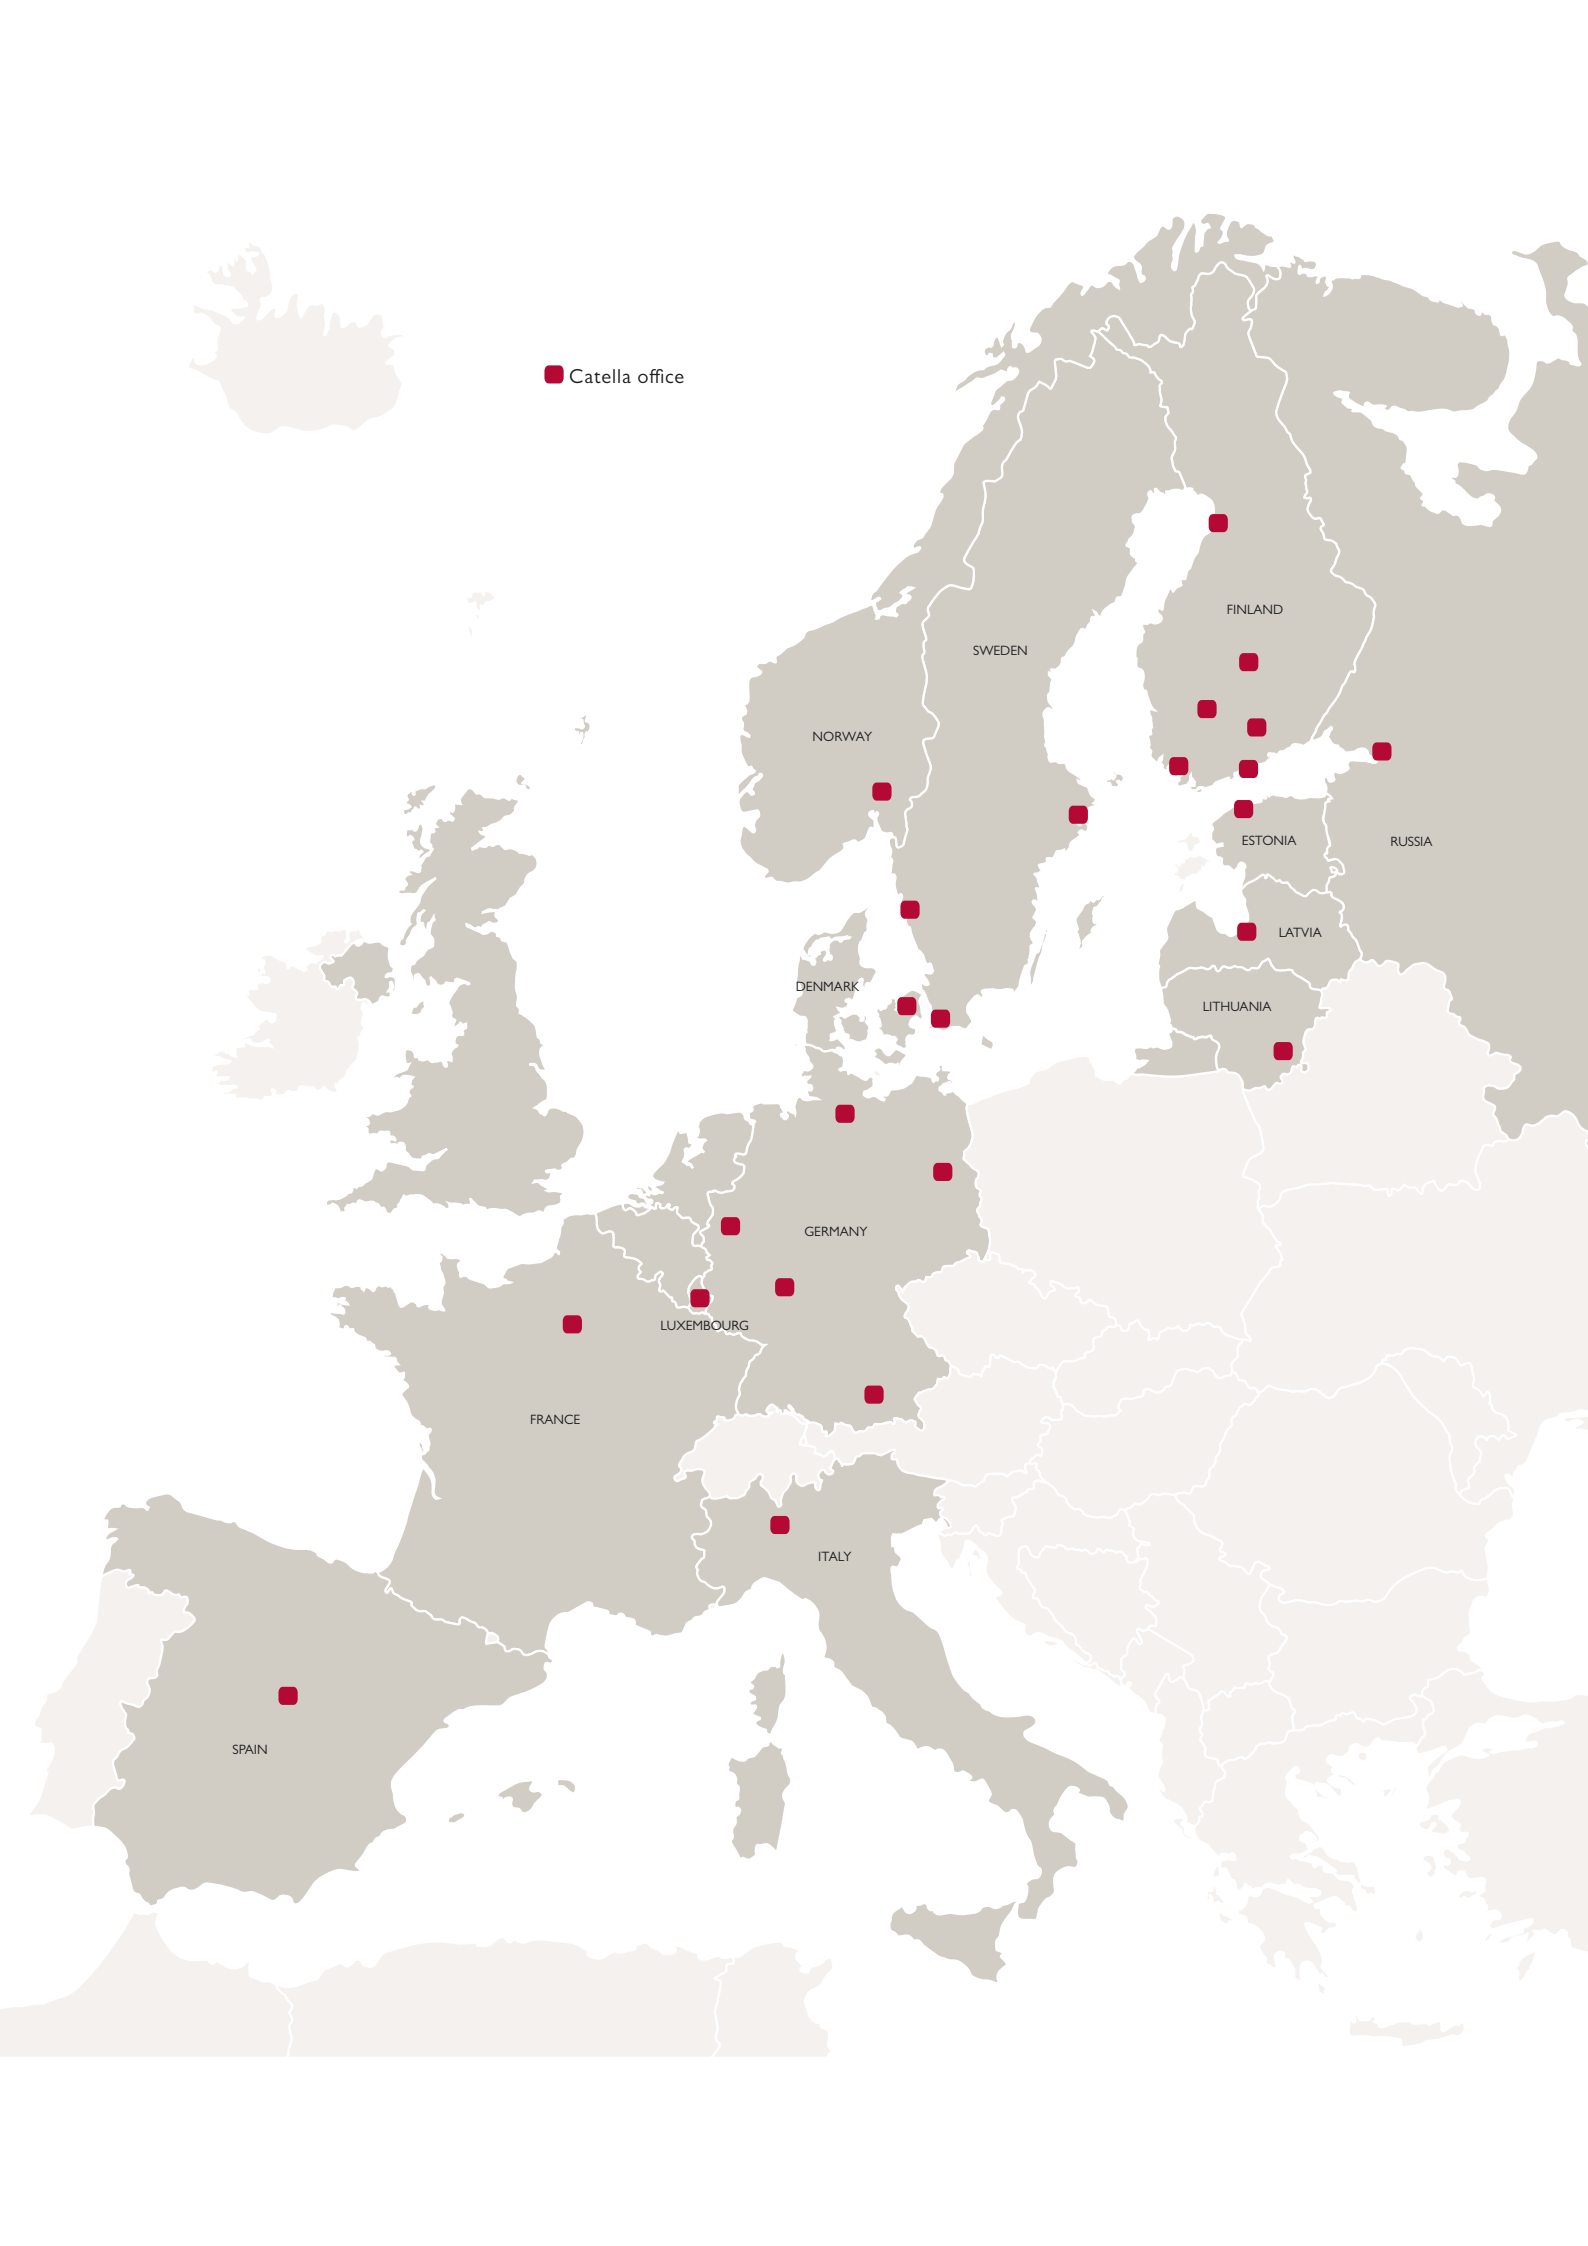 Catella office
FINLAND
SWEDEN
NORWAY
ESTONIA
RUSSIA
LATVIA
DENMARK
LITHUANIA
GERMANY
LUXEMBOURG
FRANCE
ITALY
SPAIN